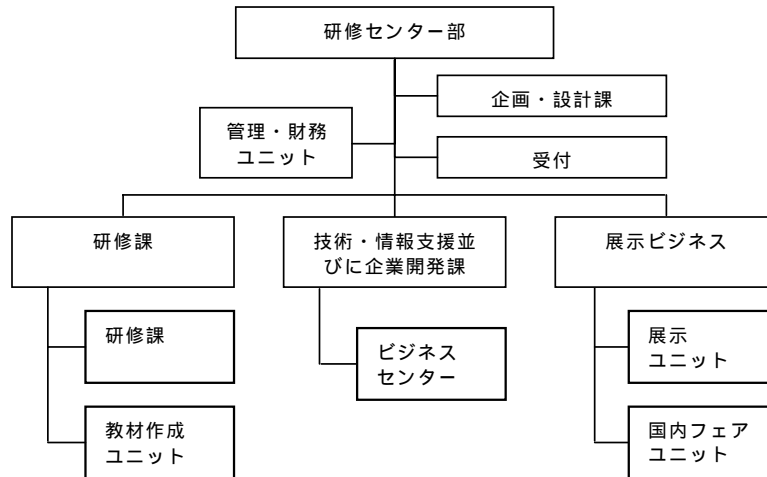 研修センター部
企画・設計課
管理・財務
ユニット
受付
研修課
技術・情報支援並
びに企業開発課
展示ビジネス
研修課
ビジネス
センター
展示
ユニット
教材作成
ユニット
国内フェア
ユニット